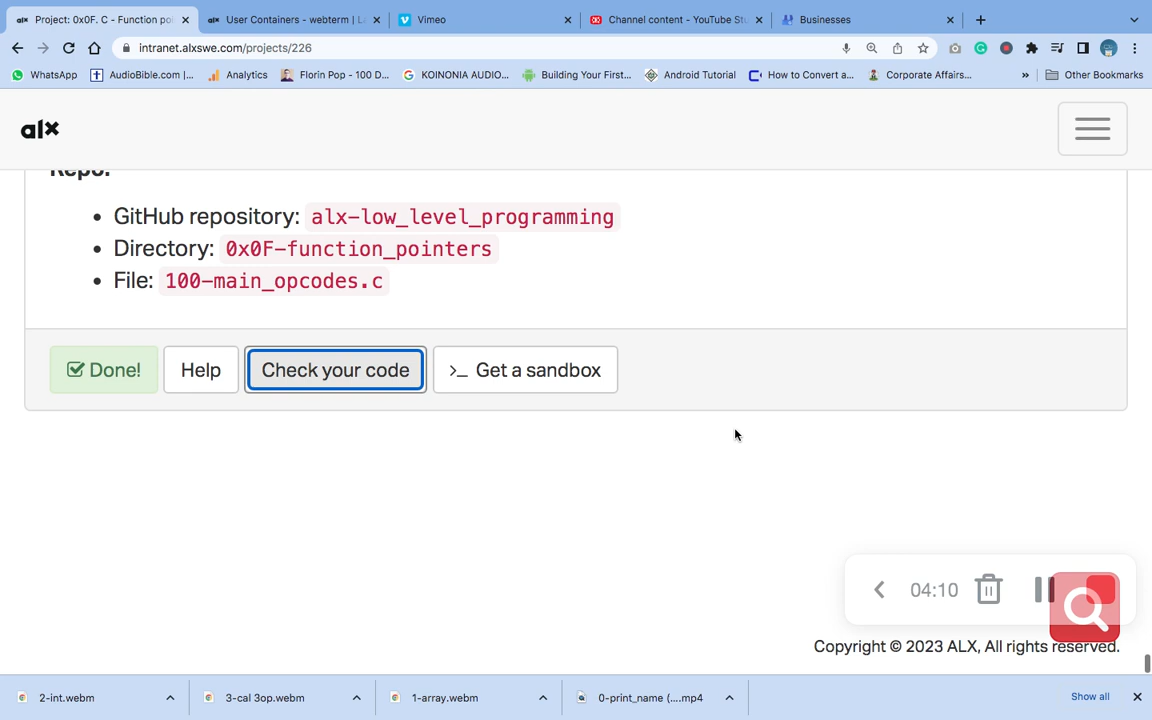 Project: 0x0F. C - Function poi
User Containers - webterm | L
Vimeo
Channel content - YouTube Stu
Businesses
intranet.alxswe.com/projects/226
WhatsApp
AudioBible.com |...
Analytics
Florin Pop - 100 D...
KOINONIA AUDIO...
Building Your First...
Android Tutorial
How to Convert a...
Corporate Affairs...
»
Other Bookmarks
alx
Repo:
• GitHub repository: alx-low_level_programming
• Directory: 0x0F-function_pointers
• File: 100-main_opcodes.c
Done!
Help
Check your code
>_ Get a sandbox
04:10
Copyright © 2023 ALX, All rights reserved.
2-int.webm
3-cal 3op.webm
1-array.webm
0-print_name (....mp4
Show all